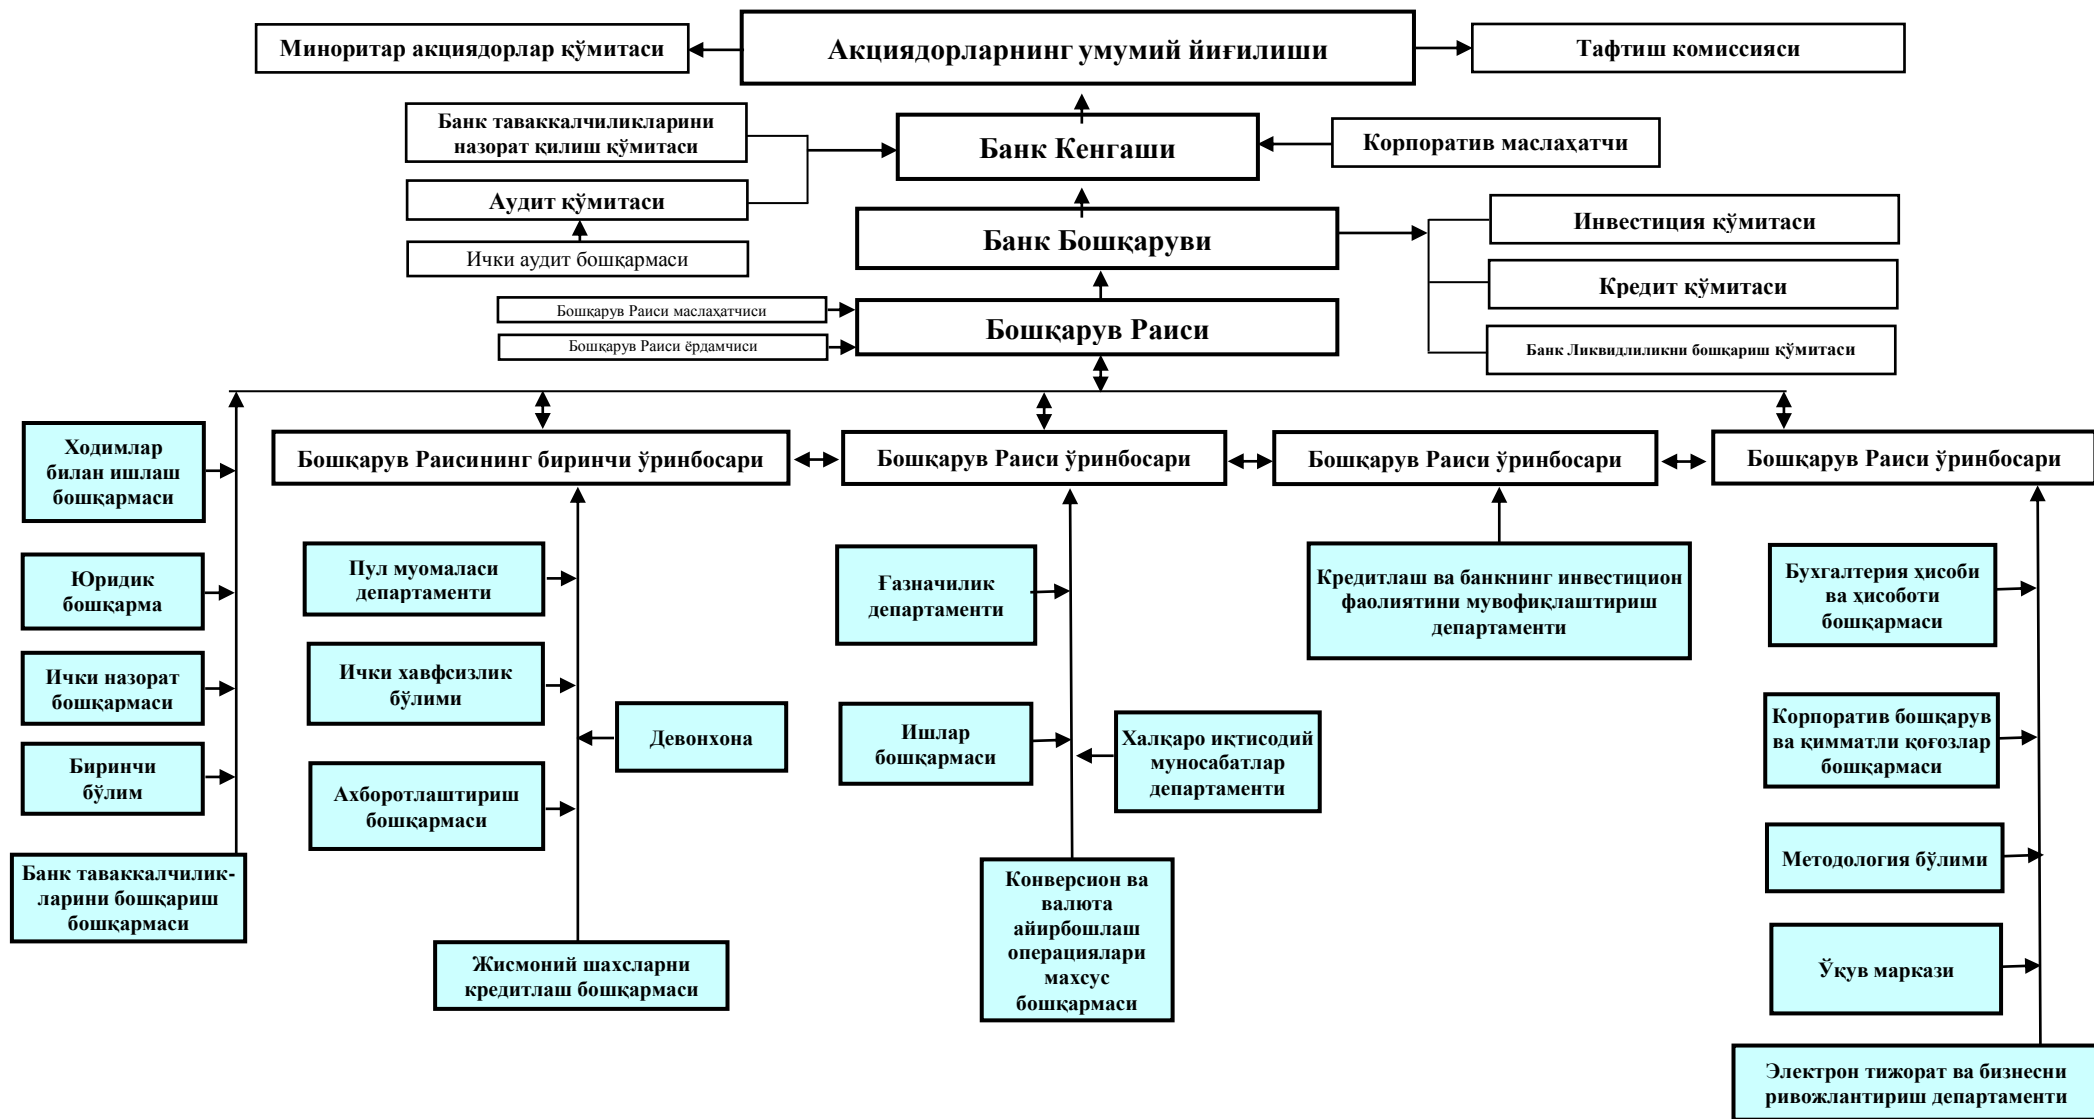 Миноритар акциядорлар қўмитаси
Акциядорларнинг умумий йиғилиши
Тафтиш комиссияси
Банк таваккалчиликларини
назорат қилиш қўмитаси
Банк Кенгаши
Корпоратив маслаҳатчи
Аудит қўмитаси
Ички аудит бошқармаси
Банк Бошқаруви
Инвестиция қўмитаси
Кредит қўмитаси
Банк Ликвидлиликни бошқариш қўмитаси
Бошқарув Раиси маслаҳатчиси
Бошқарув Раиси ёрдамчиси
Бошқарув Раиси
Ходимлар
билан ишлаш
бошқармаси
Юридик
бошқарма
Ички назорат
бошқармаси
Биринчи
бўлим
Банк таваккалчилик-
ларини бошқариш
бошқармаси
Бошқарув Раисининг биринчи ўринбосари
Пул муомаласи
департаменти
Ички хавфсизлик
бўлими
Девонхона
Ахборотлаштириш
бошқармаси
Жисмоний шахсларни
кредитлаш бошқармаси
Бошқарув Раиси ўринбосари
Ғазначилик
департаменти
Ишлар
бошқармаси
Халқаро иқтисодий
муносабатлар
департаменти
Конверсион ва
валюта
айирбошлаш
операциялари
махсус
бошқармаси
Бошқарув Раиси ўринбосари
Кредитлаш ва банкнинг инвестицион
фаолиятини мувофиқлаштириш
департаменти
Бошқарув Раиси ўринбосари
Бухгалтерия ҳисоби
ва ҳисоботи
бошқармаси
Корпоратив бошқарув
ва қимматли қоғозлар
бошқармаси
Методология бўлими
Ўқув маркази
Электрон тижорат ва бизнесни
ривожлантириш департаменти